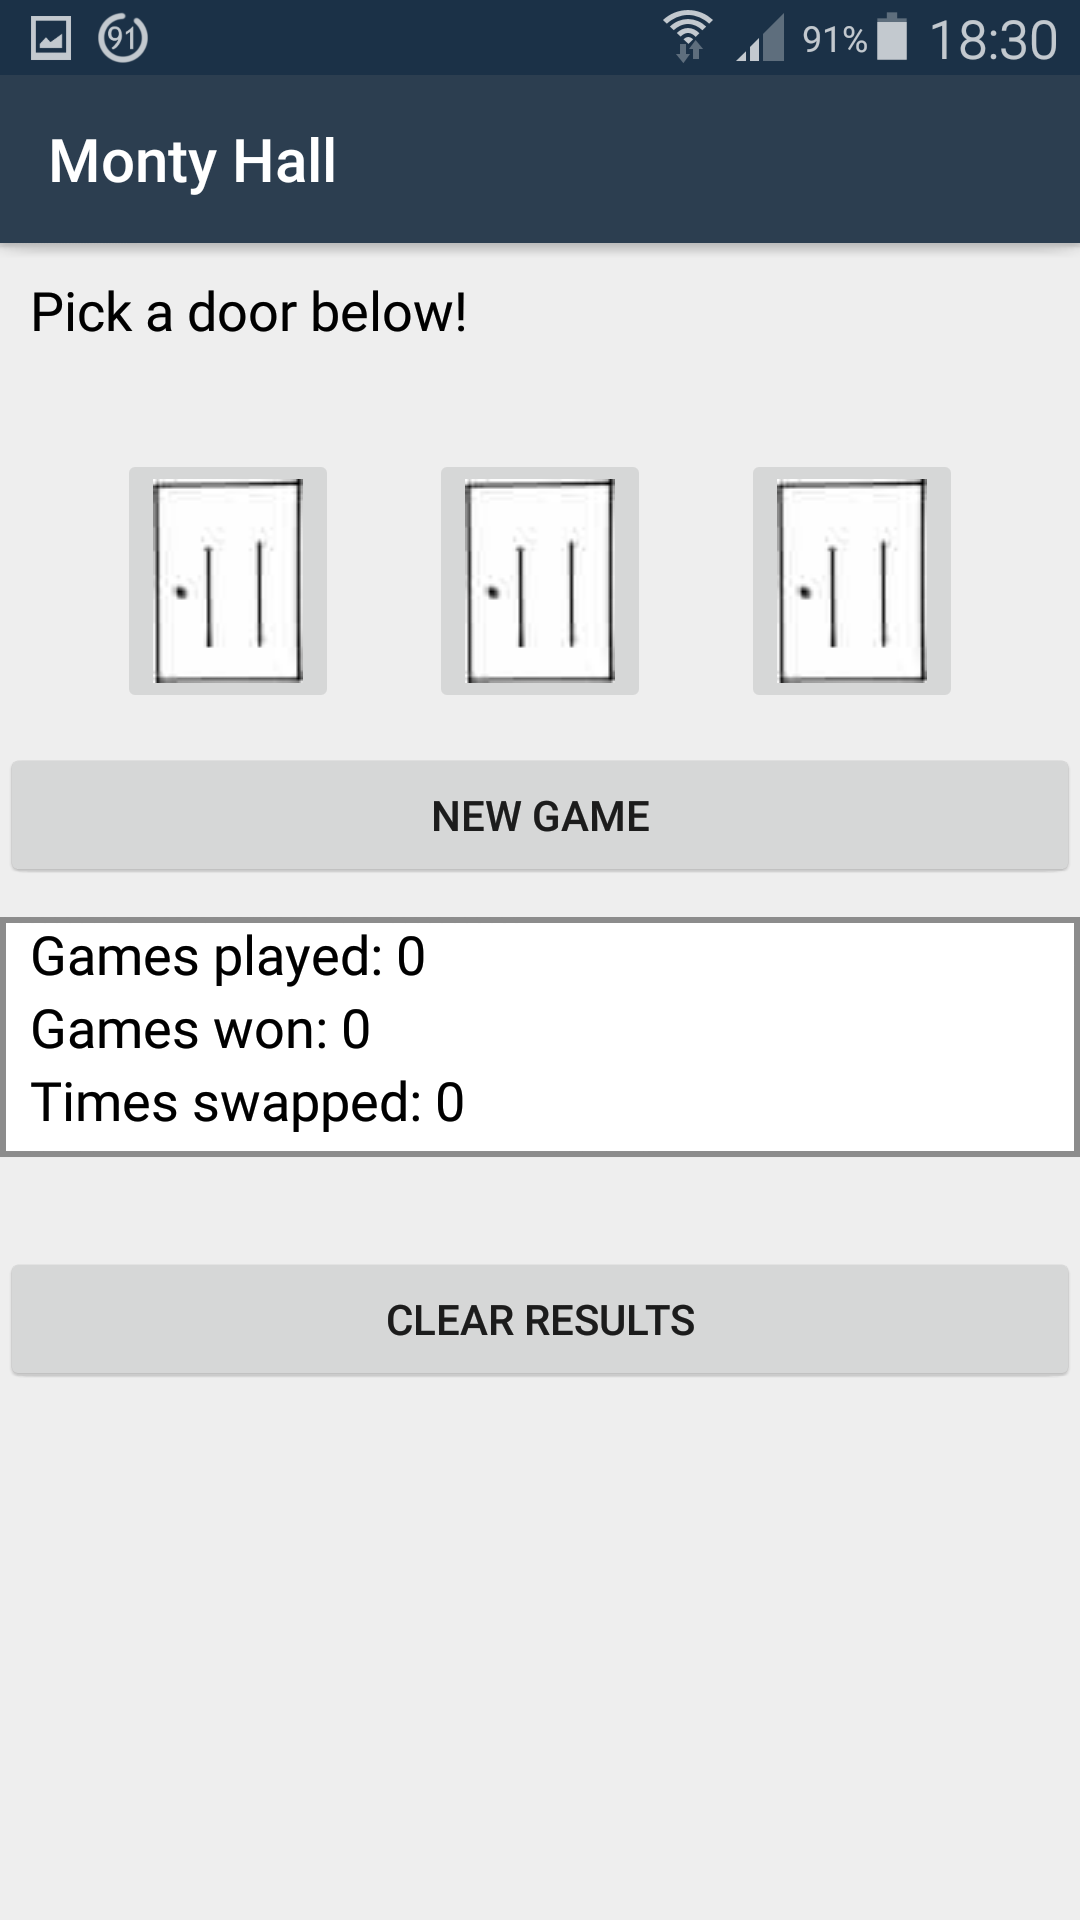 91 91% 18:30
Monty Hall
Pick a door below!
NEW GAME
Games played: 0
Games won: 0
Times swapped: 0
CLEAR RESULTS